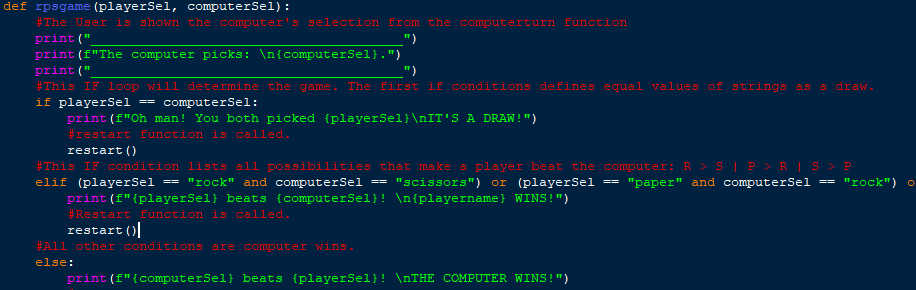 def rpsgame(playerSel, computerSel):
    #The User is shown the computer's selection from the computerturn function
    print("________________________________________")
    print(f"The computer picks: \n{computerSel}.")
    print("________________________________________")
    #This IF loop will determine the game. The first if conditions defines equal values of strings as a draw.
    if playerSel == computerSel:
        print(f"Oh man! You both picked {playerSel}\nIT'S A DRAW!")
        #restart function is called.
        restart()
    #This IF condition lists all possibilities that make a player beat the computer: R > S | P > R | S > P
    elif (playerSel == "rock" and computerSel == "scissors") or (playerSel == "paper" and computerSel == "rock") o
        print(f"{playerSel} beats {computerSel}! \n{playername} WINS!")
        #Restart function is called.
        restart()
    #All other conditions are computer wins.
    else:
        print(f"{computerSel} beats {playerSel}! \nTHE COMPUTER WINS!")